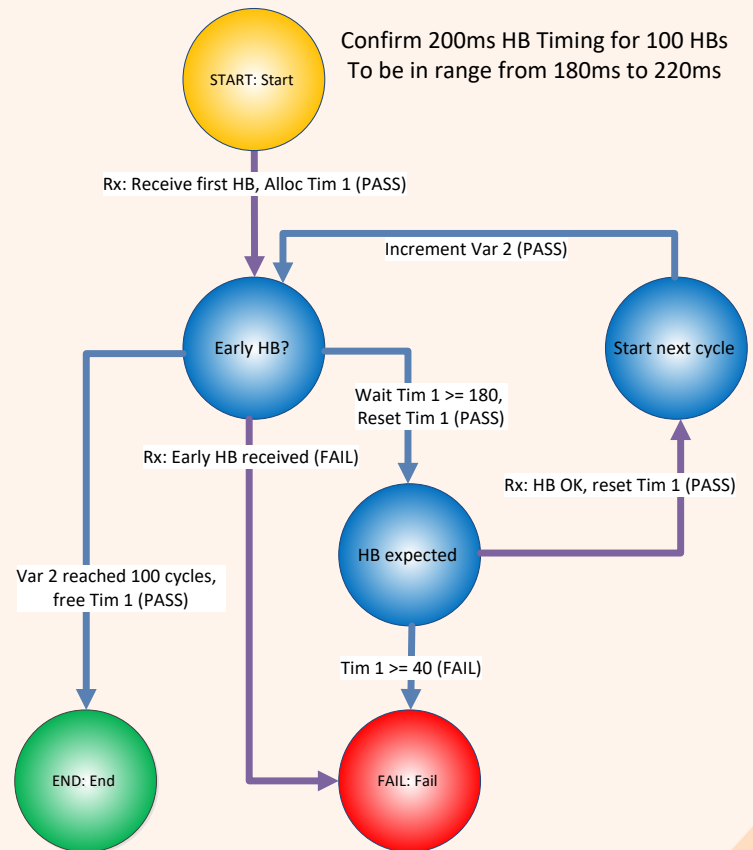 Confirm 200ms HB Timing for 100 HBs
To be in range from 180ms to 220ms
START: Start
Rx: Receive first HB, Alloc Tim 1 (PASS)
Increment Var 2 (PASS)
Early HB?
Start next cycle
Wait Tim 1 >= 180,
Reset Tim 1 (PASS)
Rx: Early HB received (FAIL)
Rx: HB OK, reset Tim 1 (PASS)
HB expected
Var 2 reached 100 cycles,
free Tim 1 (PASS)
Tim 1 >= 40 (FAIL)
END: End
FAIL: Fail